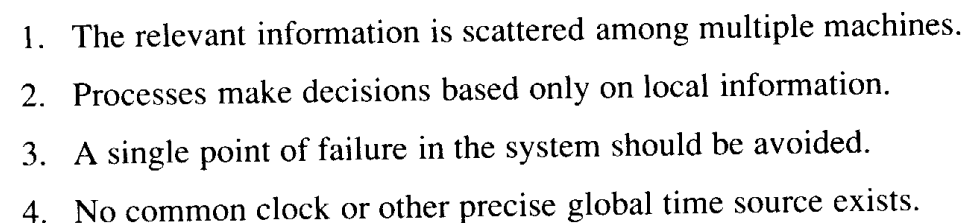 1. The relevant information is scattered among multiple machines.
2. Processes make decisions based only on local information.
3. A single point of failure in the system should be avoided.
4. No common clock or other precise global time source exists.